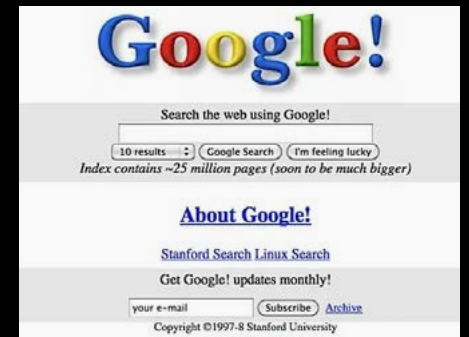 Google!
Search the web using Google!
10 results Google Search I'm feeling lucky
Index contains ~25 million pages (soon to be much bigger)
About Google!
Stanford Search Linux Search
Get Google! updates monthly!
your e-mail Subscribe Archive
Copyright ©1997-8 Stanford University